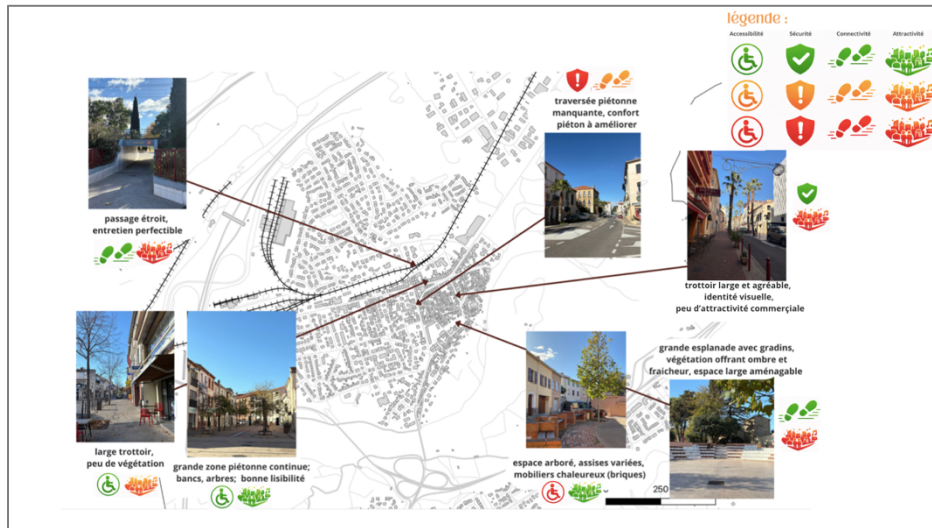 légende :
Accessibilité Sécurité Connectivité Attractivité
traversée piétonne
manquante, confort
piéton à améliorer
passage étroit,
entretien perfectible
trottoir large et agréable,
identité visuelle,
peu d'attractivité commerçiale
grande esplanade avec gradins,
végétation offrant ombre et
fraicheur, espace large aménagable
large trottoir,
peu de végétation
grande zone piétonne continue;
bancs, arbres; bonne lisibilité
espace arboré, assises variées,
mobiliers chaleureux (briques)
250